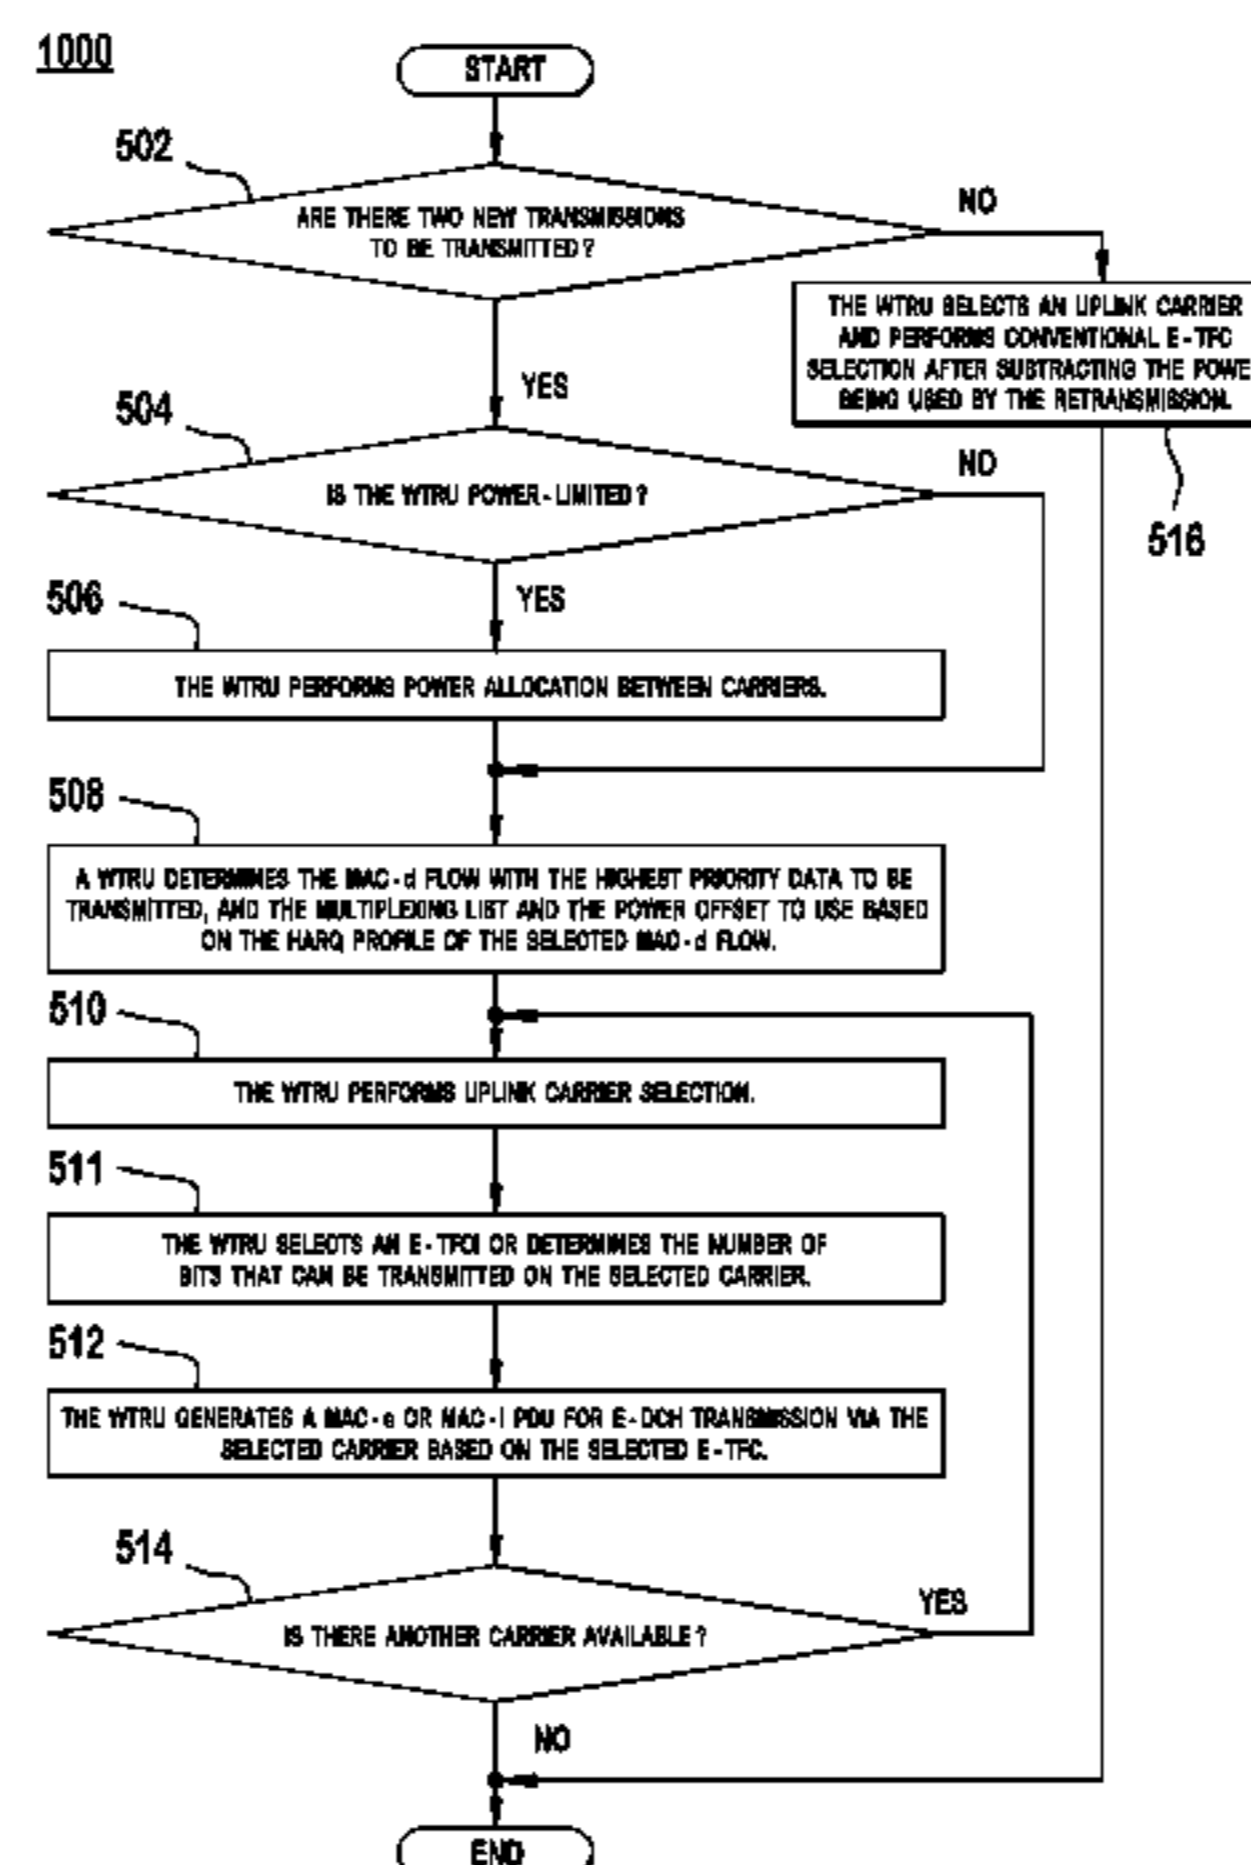 1000
START
502
ARE THERE TWO NEW TRANSMISSIONS
TO BE TRANSMITTED?
NO
THE WTRU SELECTS AN UPLINK CARRIER
AND PERFORMS CONVENTIONAL E-TFC
SELECTION AFTER SUBTRACTING THE POWE
BEING USED BY THE RETRANSMISSION.
516
YES
504
IS THE WTRU POWER-LIMITED?
NO
YES
506
THE WTRU PERFORMS POWER ALLOCATION BETWEEN CARRIERS.
508
A WTRU DETERMINES THE MAC-d FLOW WITH THE HIGHEST PRIORITY DATA TO BE
TRANSMITTED, AND THE MULTIPLEXING LIST AND THE POWER OFFSET TO USE BASED
ON THE HARQ PROFILE OF THE SELECTED MAC-d FLOW.
510
THE WTRU PERFORMS UPLINK CARRIER SELECTION.
511
THE WTRU SELECTS AN E-TFCI OR DETERMINES THE NUMBER OF
BITS THAT CAN BE TRANSMITTED ON THE SELECTED CARRIER.
512
THE WTRU GENERATES A MAC-e OR MAC-i PDU FOR E-DCH TRANSMISSION VIA THE
SELECTED CARRIER BASED ON THE SELECTED E-TFC.
514
IS THERE ANOTHER CARRIER AVAILABLE?
YES
NO
END